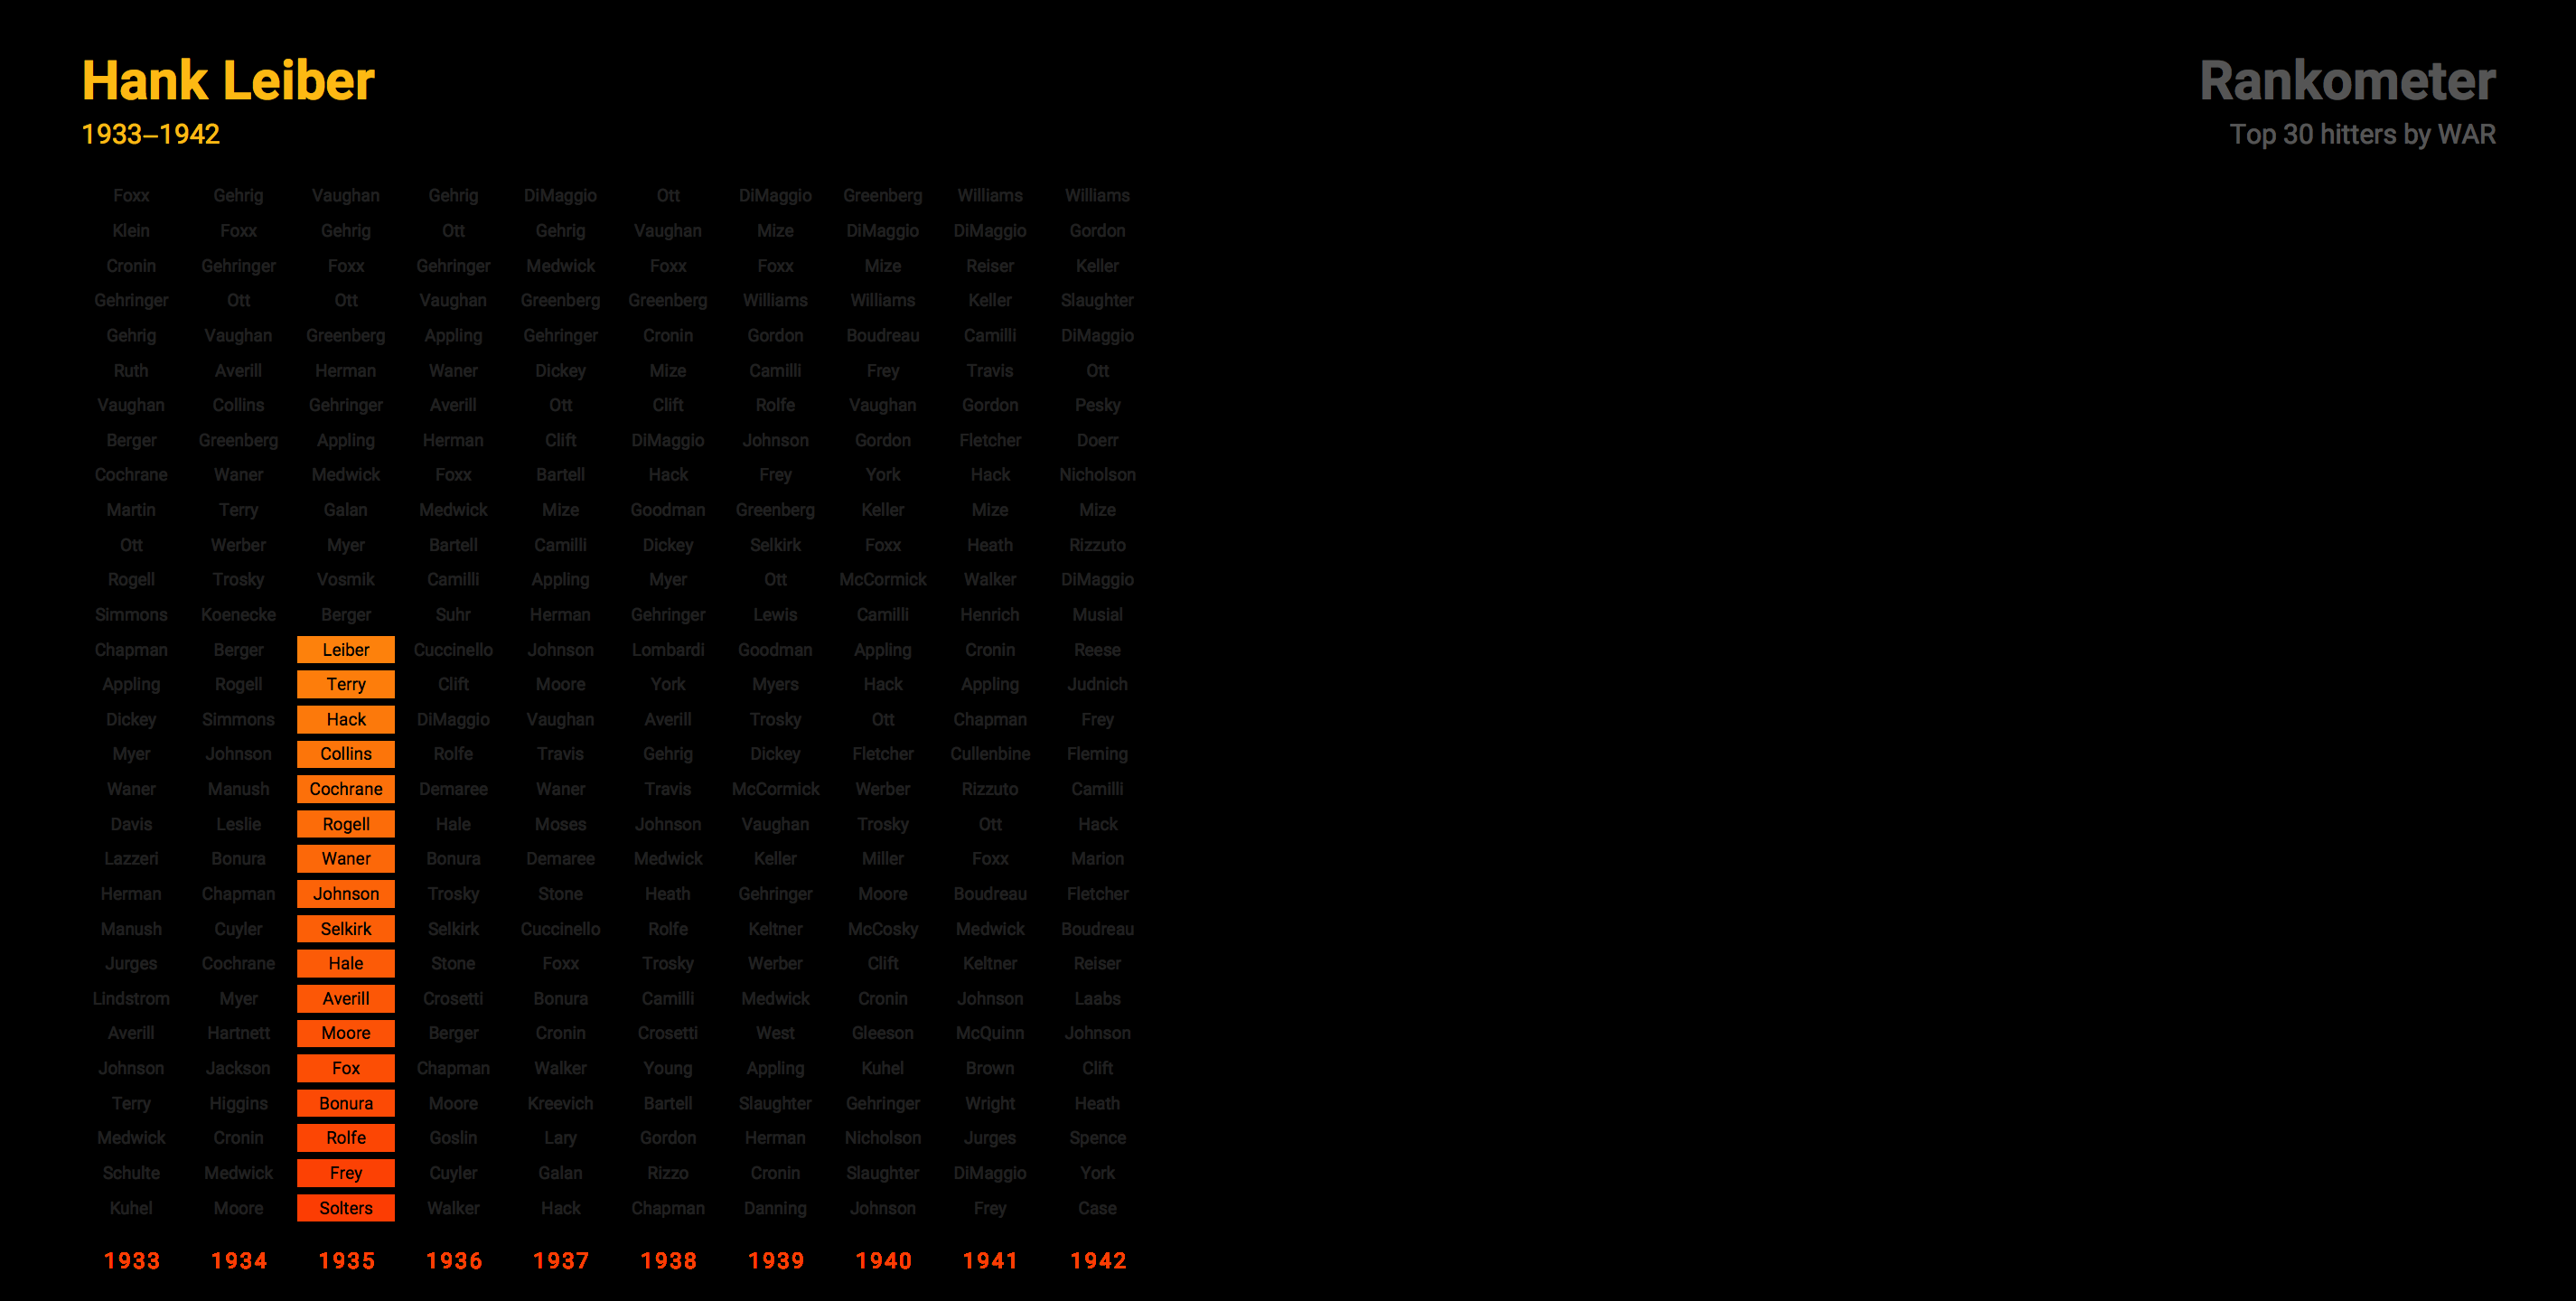 Hank Leiber
1933–1942
Rankometer
Top 30 hitters by WAR
Foxx Gehrig Vaughan Gehrig DiMaggio Ott DiMaggio Greenberg Williams Williams
Klein Foxx Gehrig Ott Gehrig Vaughan Mize DiMaggio DiMaggio Gordon
Cronin Gehringer Foxx Gehringer Medwick Foxx Foxx Mize Reiser Keller
Gehringer Ott Ott Vaughan Greenberg Greenberg Williams Williams Keller Slaughter
Gehrig Vaughan Greenberg Appling Gehringer Cronin Gordon Boudreau Camilli DiMaggio
Ruth Averill Herman Waner Dickey Mize Camilli Frey Travis Ott
Vaughan Collins Gehringer Averill Ott Clift Rolfe Vaughan Gordon Pesky
Berger Greenberg Appling Herman Clift DiMaggio Johnson Gordon Fletcher Doerr
Cochrane Waner Medwick Foxx Bartell Hack Frey York Hack Nicholson
Martin Terry Galan Medwick Mize Goodman Greenberg Keller Mize Mize
Ott Werber Myer Bartell Camilli Dickey Selkirk Foxx Heath Rizzuto
Rogell Trosky Vosmik Camilli Appling Myer Ott McCormick Walker DiMaggio
Simmons Koenecke Berger Suhr Herman Gehringer Lewis Camilli Henrich Musial
Chapman Berger Leiber Cuccinello Johnson Lombardi Goodman Appling Cronin Reese
Appling Rogell Terry Clift Moore York Myers Hack Appling Judnich
Dickey Simmons Hack DiMaggio Vaughan Averill Trosky Ott Chapman Frey
Myer Johnson Collins Rolfe Travis Gehrig Dickey Fletcher Cullenbine Fleming
Waner Manush Cochrane Demaree Waner Travis McCormick Werber Rizzuto Camilli
Davis Leslie Rogell Hale Moses Johnson Vaughan Trosky Ott Hack
Lazzeri Bonura Waner Bonura Demaree Medwick Keller Miller Foxx Marion
Herman Chapman Johnson Trosky Stone Heath Gehringer Moore Boudreau Fletcher
Manush Cuyler Selkirk Selkirk Cuccinello Rolfe Keltner McCosky Medwick Boudreau
Jurges Cochrane Hale Stone Foxx Trosky Werber Clift Keltner Reiser
Lindstrom Myer Averill Crosetti Bonura Camilli Medwick Cronin Johnson Laabs
Averill Hartnett Moore Berger Cronin Crosetti West Gleeson McQuinn Johnson
Johnson Jackson Fox Chapman Walker Young Appling Kuhel Brown Clift
Terry Higgins Bonura Moore Kreevich Bartell Slaughter Gehringer Wright Heath
Medwick Cronin Rolfe Goslin Lary Gordon Herman Nicholson Jurges Spence
Schulte Medwick Frey Cuyler Galan Rizzo Cronin Slaughter DiMaggio York
Kuhel Moore Solters Walker Hack Chapman Danning Johnson Frey Case
1933 1934 1935 1936 1937 1938 1939 1940 1941 1942